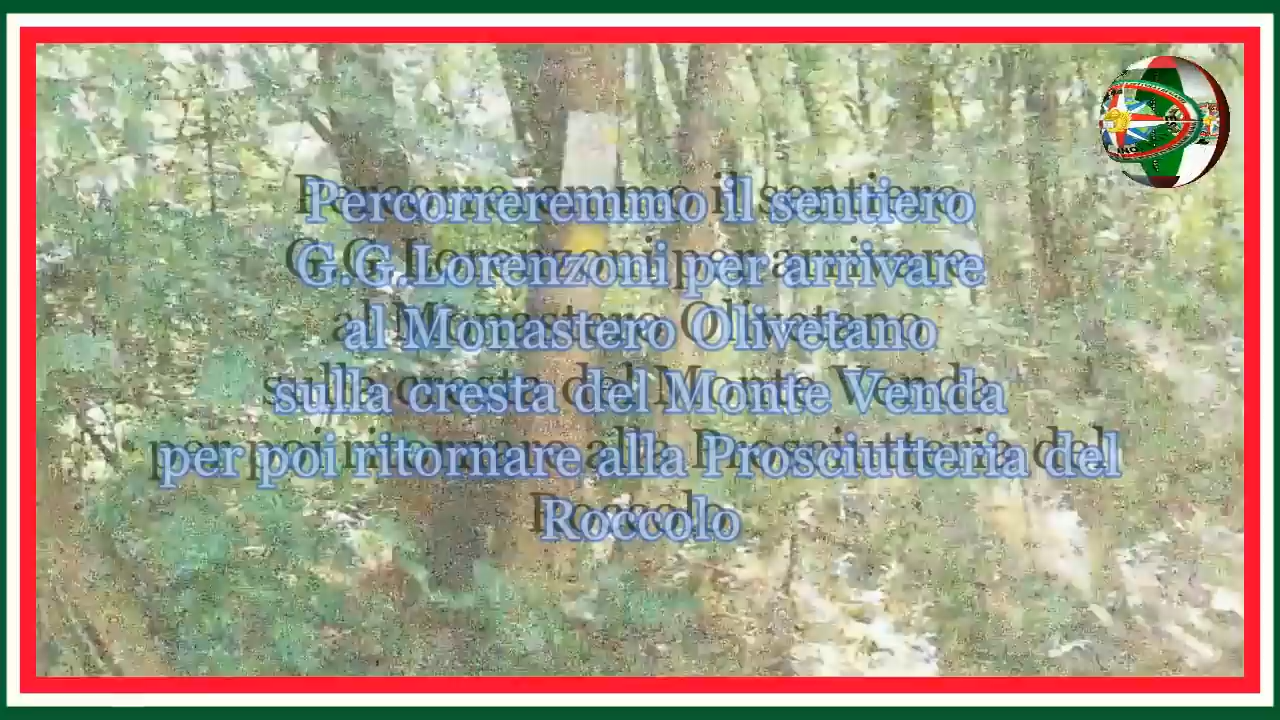 Percorreremmo il sentiero
G.G.Lorenzoni per arrivare
al Monastero Olivetano
sulla cresta del Monte Venda
per poi ritornare alla Prosciutteria del
Roccolo